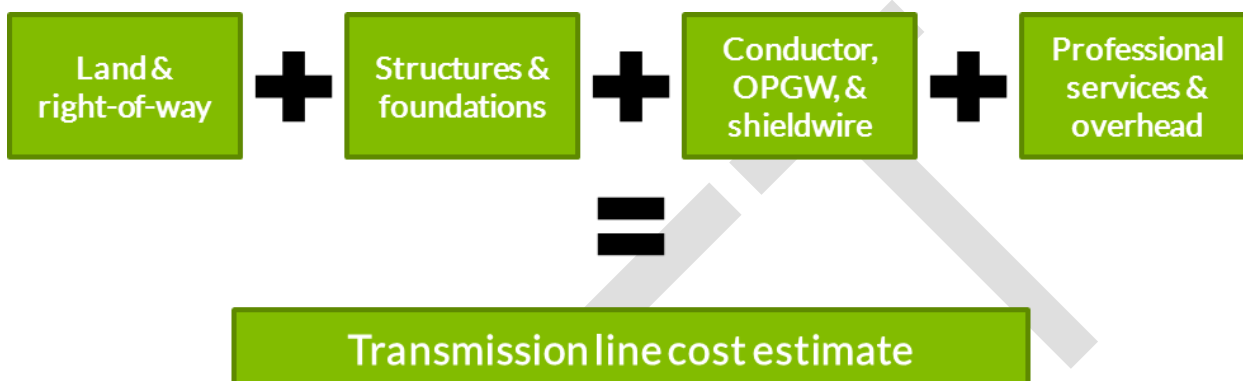 Land &
right-of-way
Structures &
foundations
Conductor,
OPGW, &
shieldwire
Professional
services &
overhead
Transmission line cost estimate